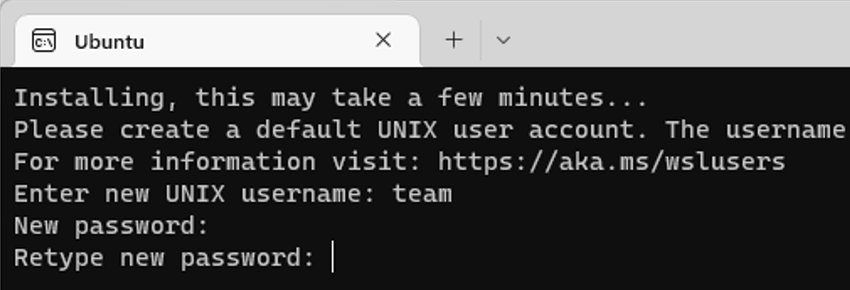 Ubuntu
Installing, this may take a few minutes...
Please create a default UNIX user account. The username
For more information visit: https://aka.ms/wslusers
Enter new UNIX username: team
New password:
Retype new password: